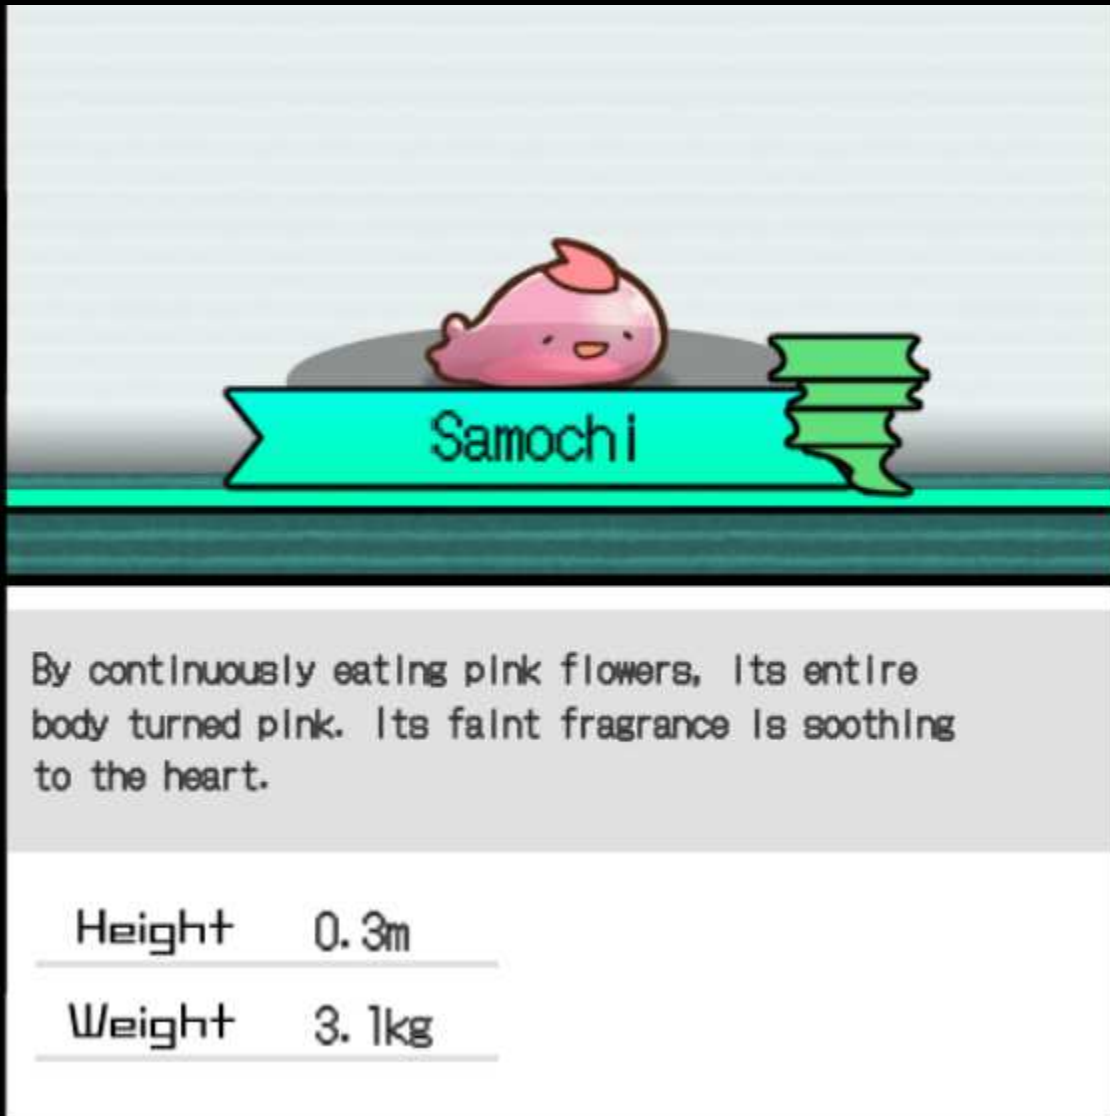 Samochi
By continuously eating pink flowers, its entire
body turned pink. Its faint fragrance is soothing
to the heart.
Height 0.3m
Weight 3.1kg